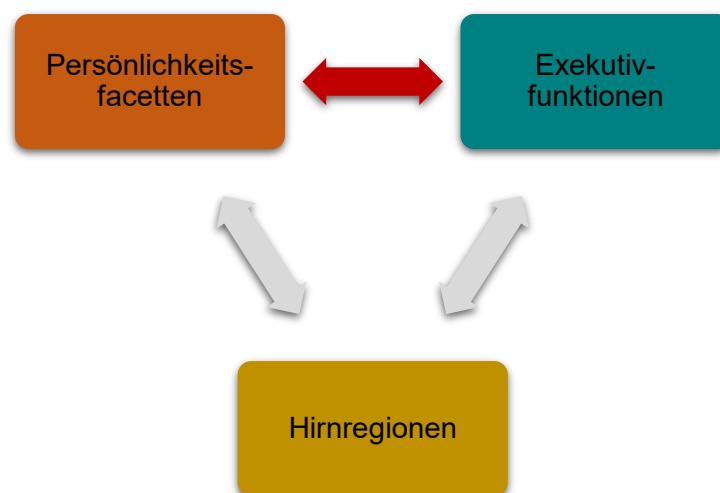 Persönlichkeits-
facetten
Exekutiv-
funktionen
Hirnregionen